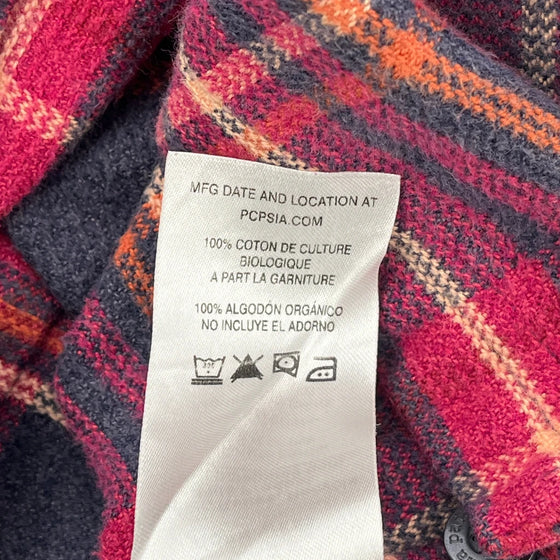 MFG DATE AND LOCATION AT
PCPSIA.COM
100% COTON DE CULTURE
BIOLOGIQUE
A PART LA GARNITURE
100% ALGODÓN ORGÁNICO
NO INCLUYE EL ADORNO